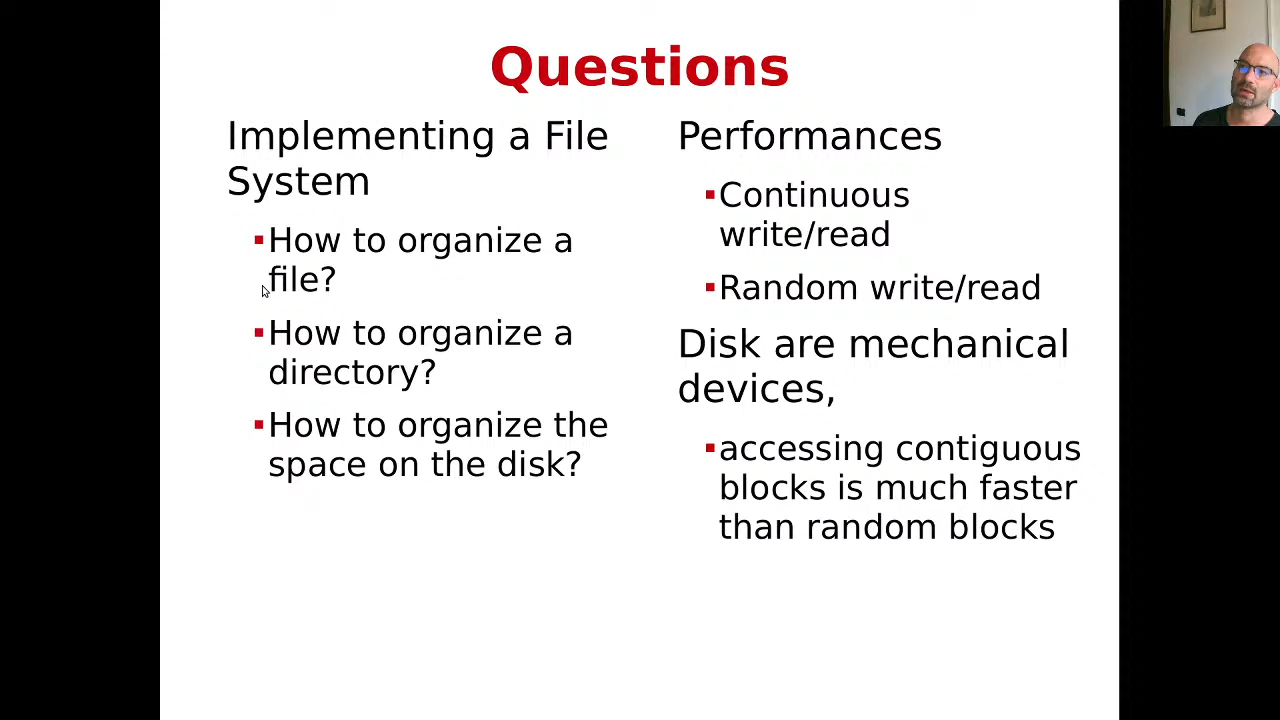 Questions
Implementing a File
System
▪How to organize a
file?
▪How to organize a
directory?
▪How to organize the
space on the disk?
Performances
▪Continuous
write/read
▪Random write/read
Disk are mechanical
devices,
▪accessing contiguous
blocks is much faster
than random blocks